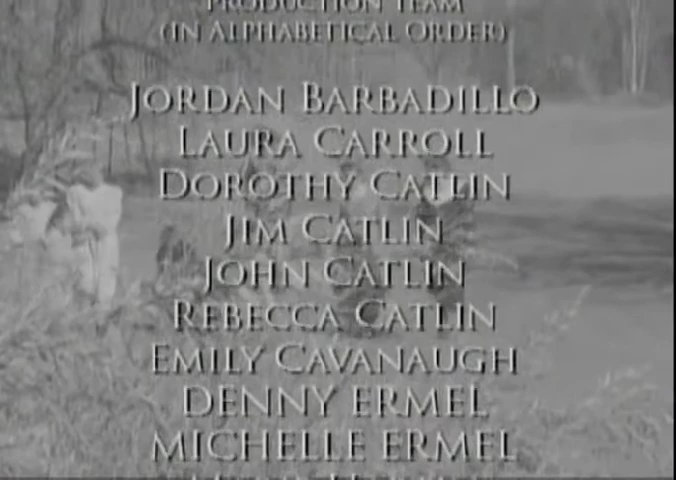 PRODUCTION TEAM
(IN ALPHABETICAL ORDER)
JORDAN BARBADILLO
LAURA CARROLL
DOROTHY CATLIN
JIM CATLIN
JOHN CATLIN
REBECCA CATLIN
EMILY CAVANAUGH
DENNY ERMEL
MICHELLE ERMEL